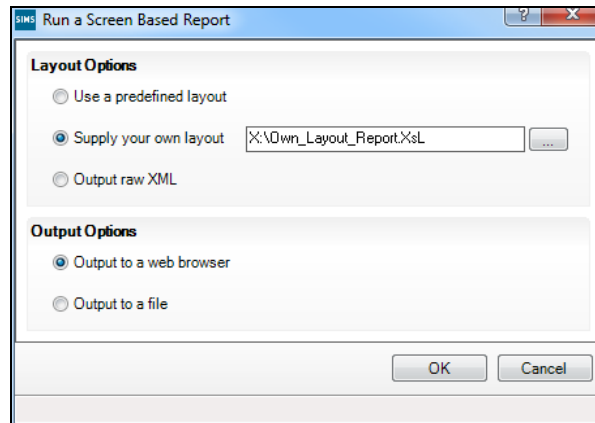 SIMS Run a Screen Based Report ? X
Layout Options
Use a predefined layout
Supply your own layout X:\Own_Layout_Report.XsL ...
Output raw XML
Output Options
Output to a web browser
Output to a file
OK Cancel